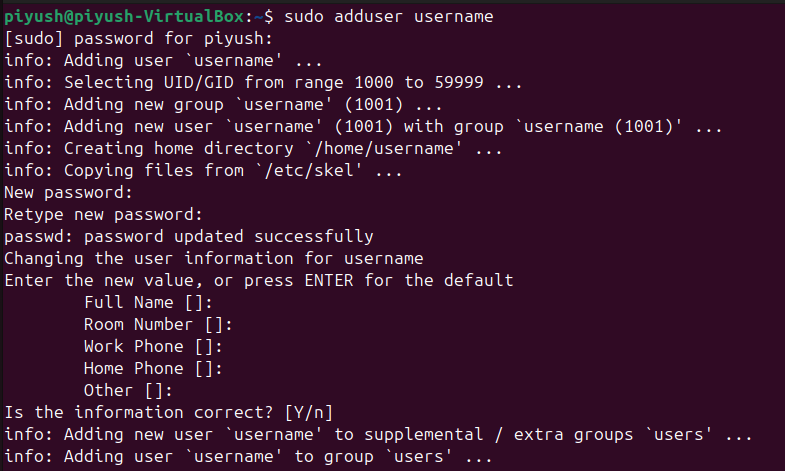 piyush@piyush-VirtualBox:~$ sudo adduser username
[sudo] password for piyush:
info: Adding user `username' ...
info: Selecting UID/GID from range 1000 to 59999 ...
info: Adding new group `username' (1001) ...
info: Adding new user `username' (1001) with group `username (1001)' ...
info: Creating home directory `/home/username' ...
info: Copying files from `/etc/skel' ...
New password:
Retype new password:
passwd: password updated successfully
Changing the user information for username
Enter the new value, or press ENTER for the default
        Full Name []:
        Room Number []:
        Work Phone []:
        Home Phone []:
        Other []:
Is the information correct? [Y/n]
info: Adding new user `username' to supplemental / extra groups `users' ...
info: Adding user `username' to group `users' ...